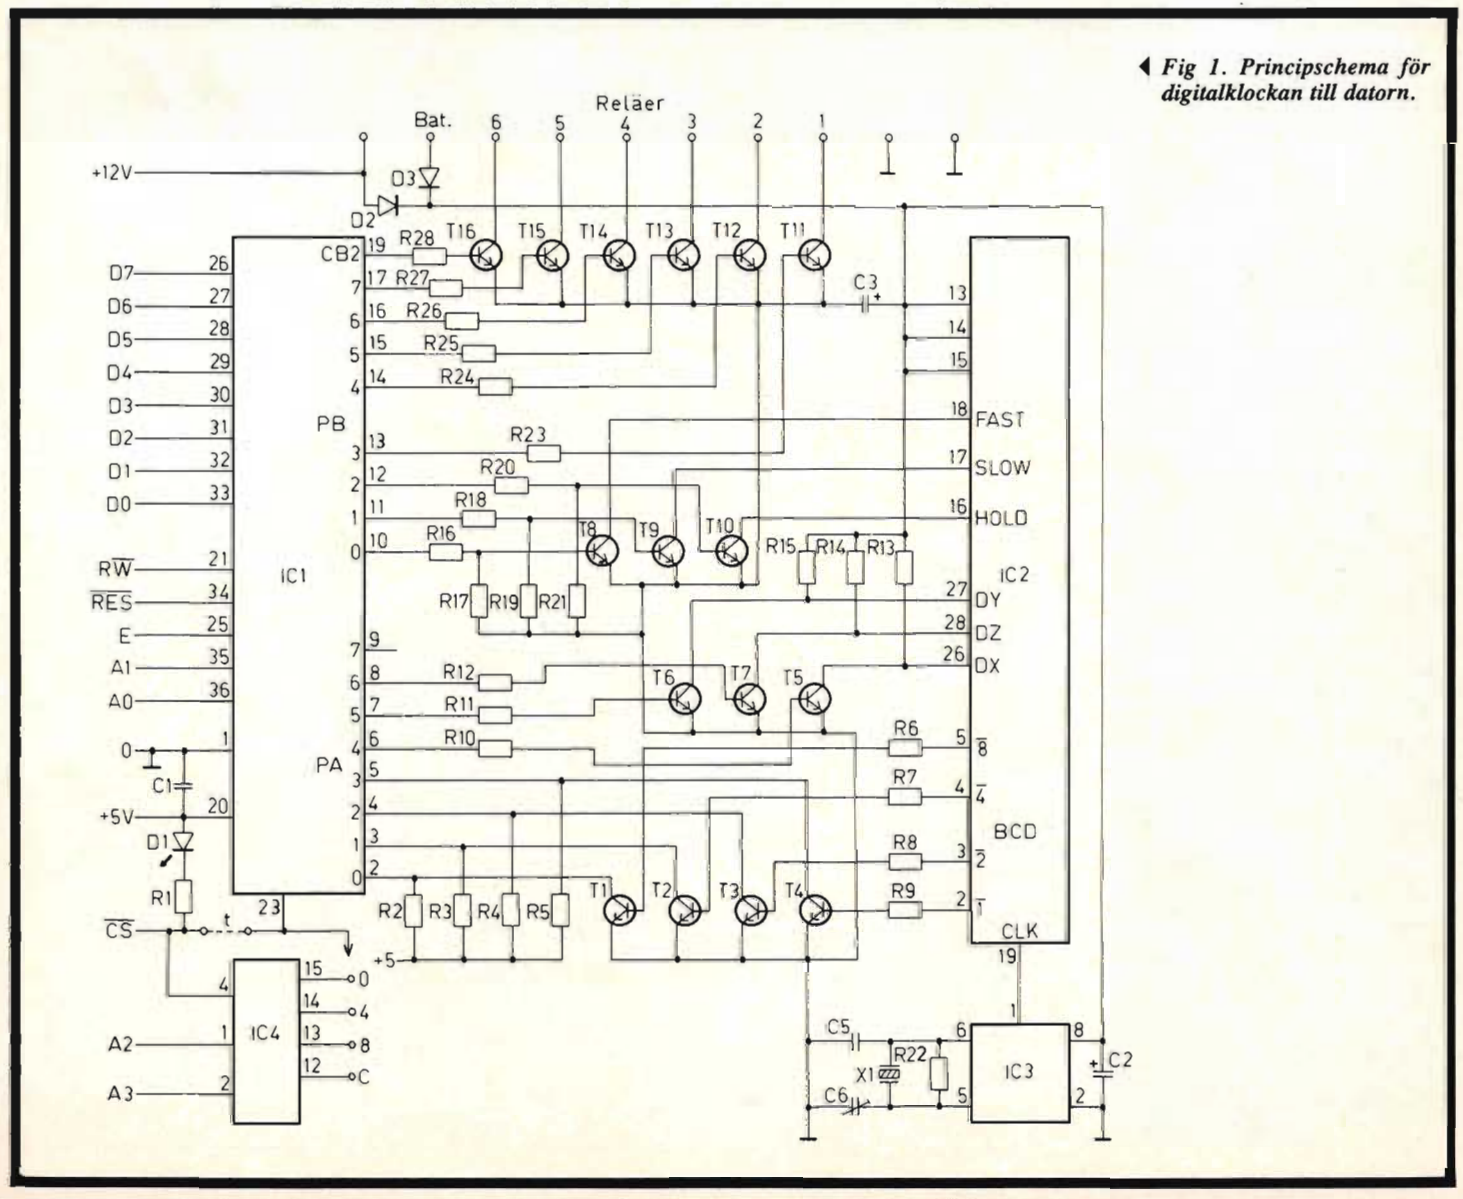 Fig 1. Principschema för
digitalklockan till datorn.
Reläer
Bat. 6 5 4 3 2 1
+12V
D3
D2
CB2 19 R28 T16 T15 T14 T13 T12 T11
7 17 R27
6 16 R26
5 15 R25
4 14 R24
C3 +
13
14
15
D7 26
D6 27
D5 28
D4 29
D3 30
D2 31
D1 32
D0 33
RW̅ 21
R̅E̅S̅ 34
E 25
A1 35
A0 36
0 1
C1
+5V 20
D1
R1
C̅S̅ t 23
IC1
PB
3 13 R23
2 12 R20
1 11 R18
0 10 R16
T8 T9 T10
R17 R19 R21
R15 R14 R13
18 FAST
17 SLOW
16 HOLD
IC2
27 DY
28 DZ
26 DX
7 9
6 8 R12
5 7 R11
4 6 R10
T6 T7 T5
PA
3 5
2 4
1 3
0 2
R6 5 8̅
R7 4 4̅
BCD
R8 3 2̅
R9 2 1̅
R2 R3 R4 R5
T1 T2 T3 T4
+5
CLK
19
4 15 0
14 4
A2 1 IC4 13 8
12 C
A3 2
C5
X1 R22
C6
1
6 8
IC3
5 2
+ C2